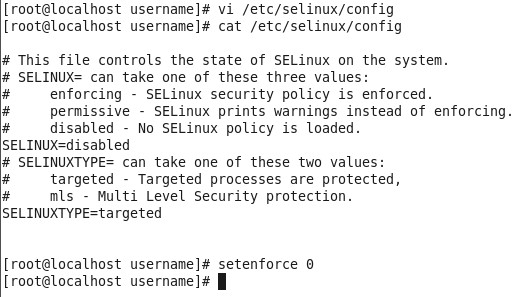 [root@localhost username]# vi /etc/selinux/config
[root@localhost username]# cat /etc/selinux/config

# This file controls the state of SELinux on the system.
# SELINUX= can take one of these three values:
#     enforcing - SELinux security policy is enforced.
#     permissive - SELinux prints warnings instead of enforcing.
#     disabled - No SELinux policy is loaded.
SELINUX=disabled
# SELINUXTYPE= can take one of these two values:
#     targeted - Targeted processes are protected,
#     mls - Multi Level Security protection.
SELINUXTYPE=targeted


[root@localhost username]# setenforce 0
[root@localhost username]#